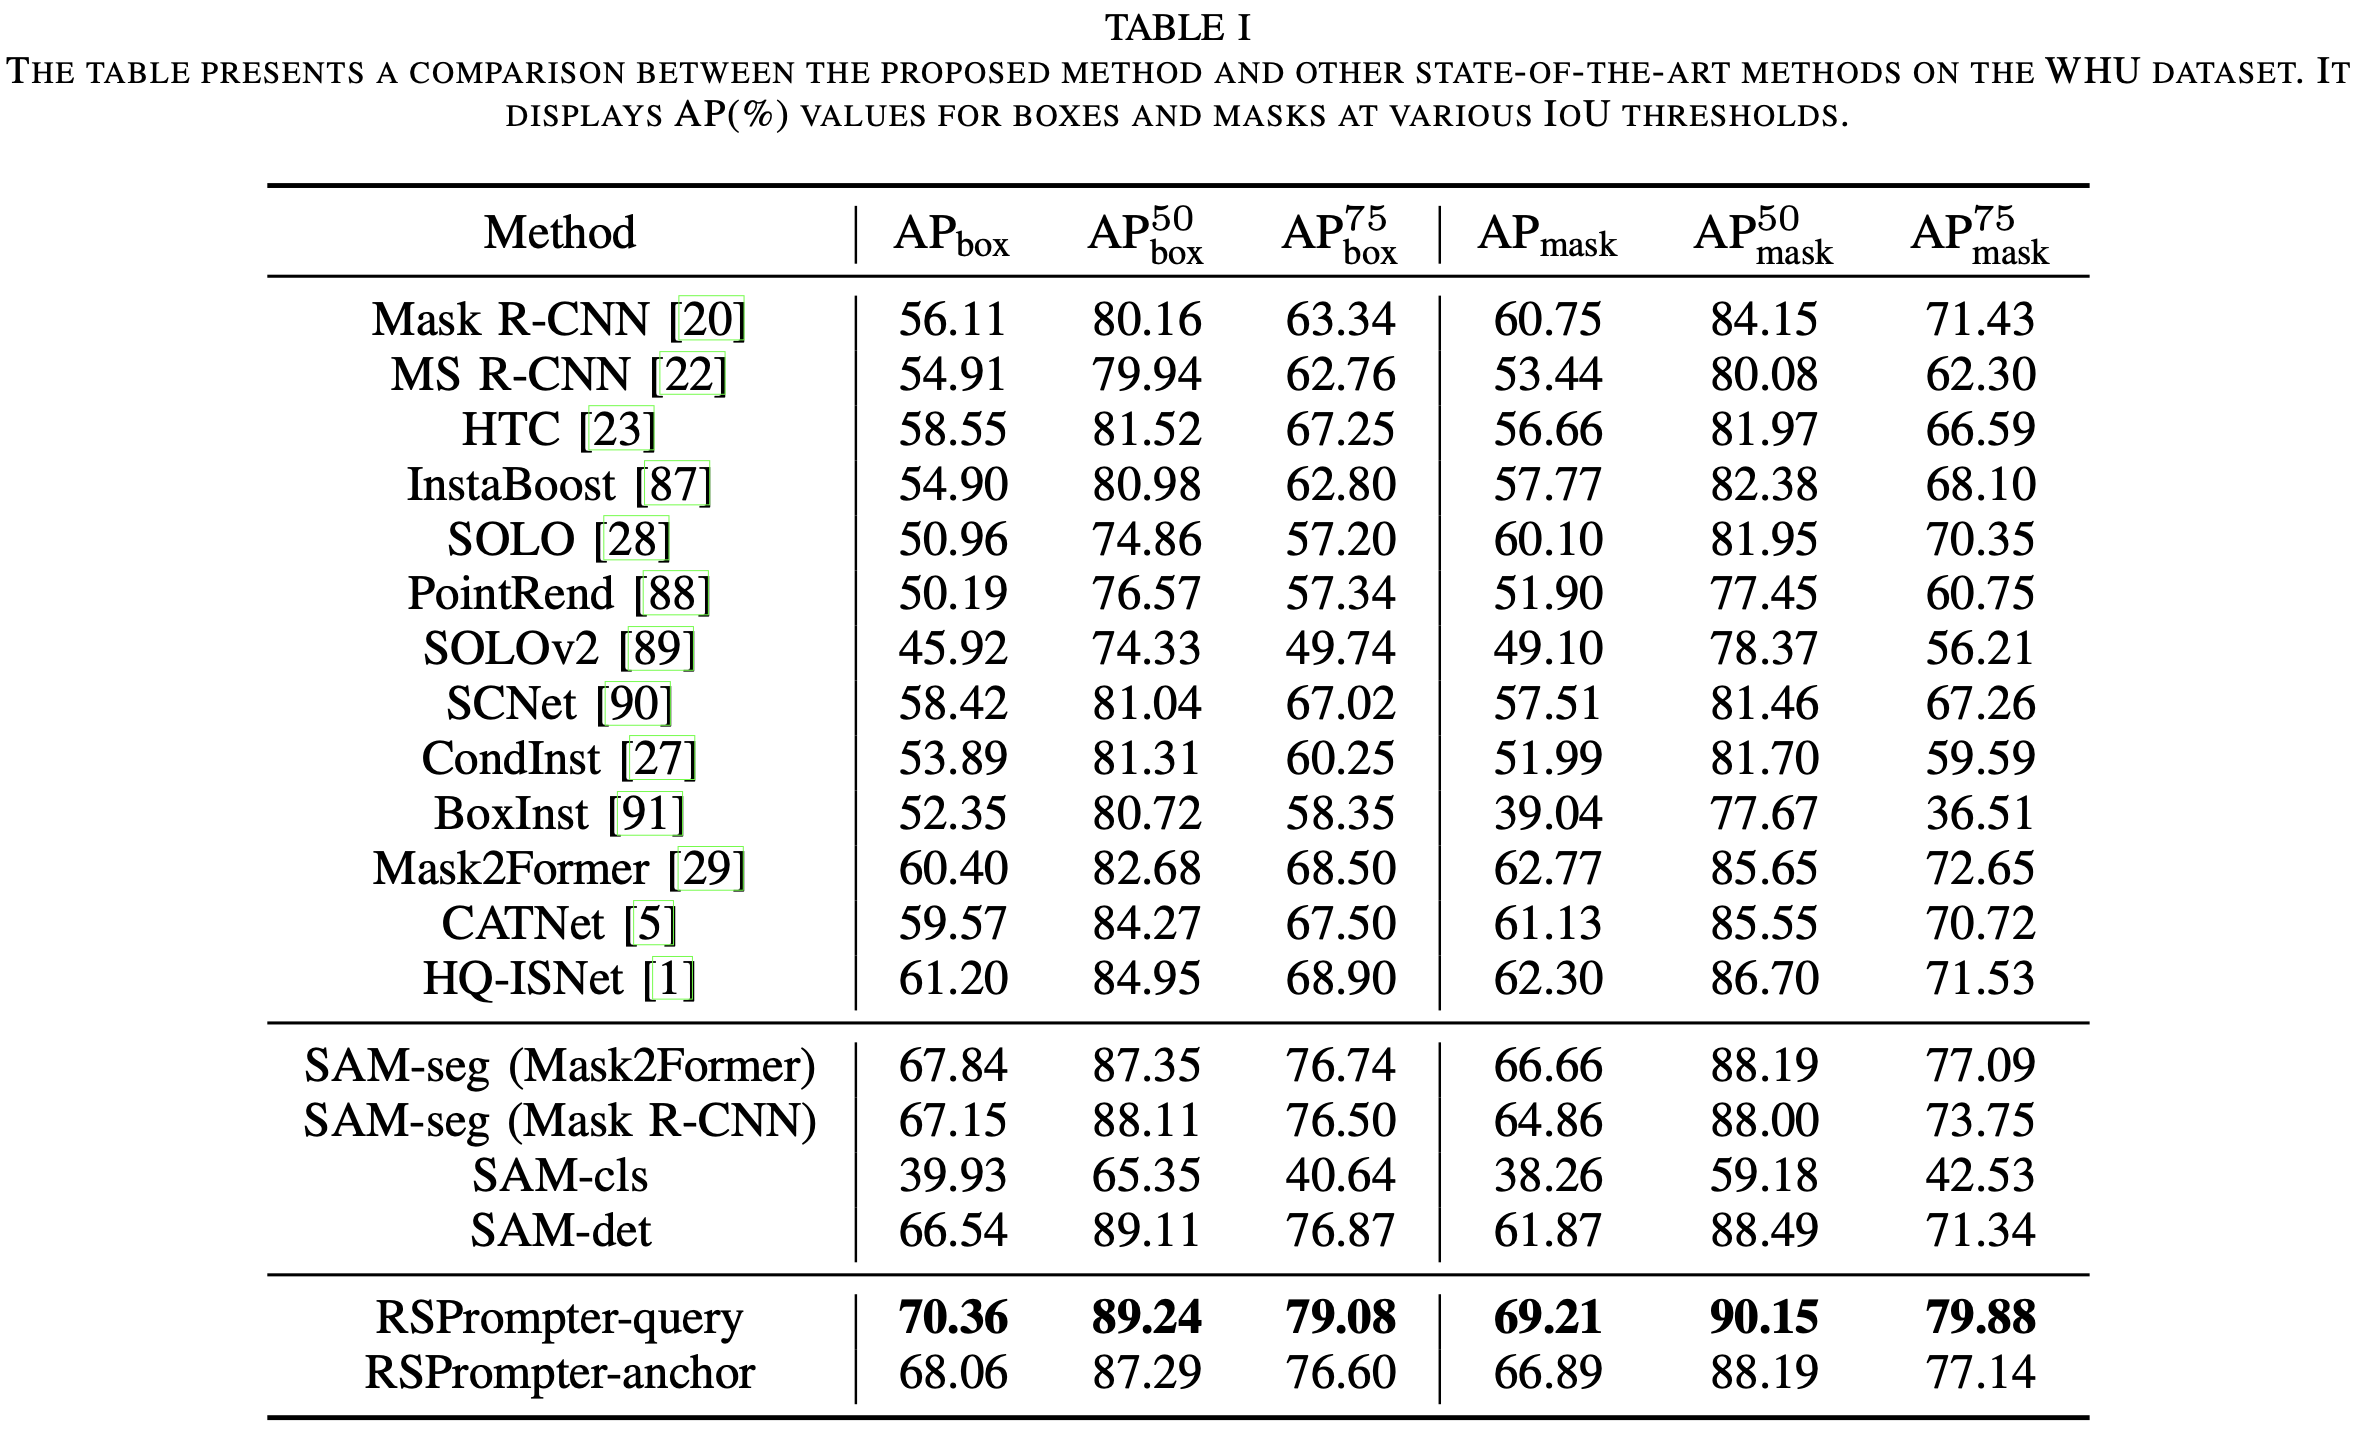 TABLE I
THE TABLE PRESENTS A COMPARISON BETWEEN THE PROPOSED METHOD AND OTHER STATE-OF-THE-ART METHODS ON THE WHU DATASET. IT
DISPLAYS AP(%) VALUES FOR BOXES AND MASKS AT VARIOUS IOU THRESHOLDS.
Method AP_box AP_box^50 AP_box^75 AP_mask AP_mask^50 AP_mask^75
Mask R-CNN [20] 56.11 80.16 63.34 60.75 84.15 71.43
MS R-CNN [22] 54.91 79.94 62.76 53.44 80.08 62.30
HTC [23] 58.55 81.52 67.25 56.66 81.97 66.59
InstaBoost [87] 54.90 80.98 62.80 57.77 82.38 68.10
SOLO [28] 50.96 74.86 57.20 60.10 81.95 70.35
PointRend [88] 50.19 76.57 57.34 51.90 77.45 60.75
SOLOv2 [89] 45.92 74.33 49.74 49.10 78.37 56.21
SCNet [90] 58.42 81.04 67.02 57.51 81.46 67.26
CondInst [27] 53.89 81.31 60.25 51.99 81.70 59.59
BoxInst [91] 52.35 80.72 58.35 39.04 77.67 36.51
Mask2Former [29] 60.40 82.68 68.50 62.77 85.65 72.65
CATNet [5] 59.57 84.27 67.50 61.13 85.55 70.72
HQ-ISNet [1] 61.20 84.95 68.90 62.30 86.70 71.53
SAM-seg (Mask2Former) 67.84 87.35 76.74 66.66 88.19 77.09
SAM-seg (Mask R-CNN) 67.15 88.11 76.50 64.86 88.00 73.75
SAM-cls 39.93 65.35 40.64 38.26 59.18 42.53
SAM-det 66.54 89.11 76.87 61.87 88.49 71.34
RSPrompter-query 70.36 89.24 79.08 69.21 90.15 79.88
RSPrompter-anchor 68.06 87.29 76.60 66.89 88.19 77.14